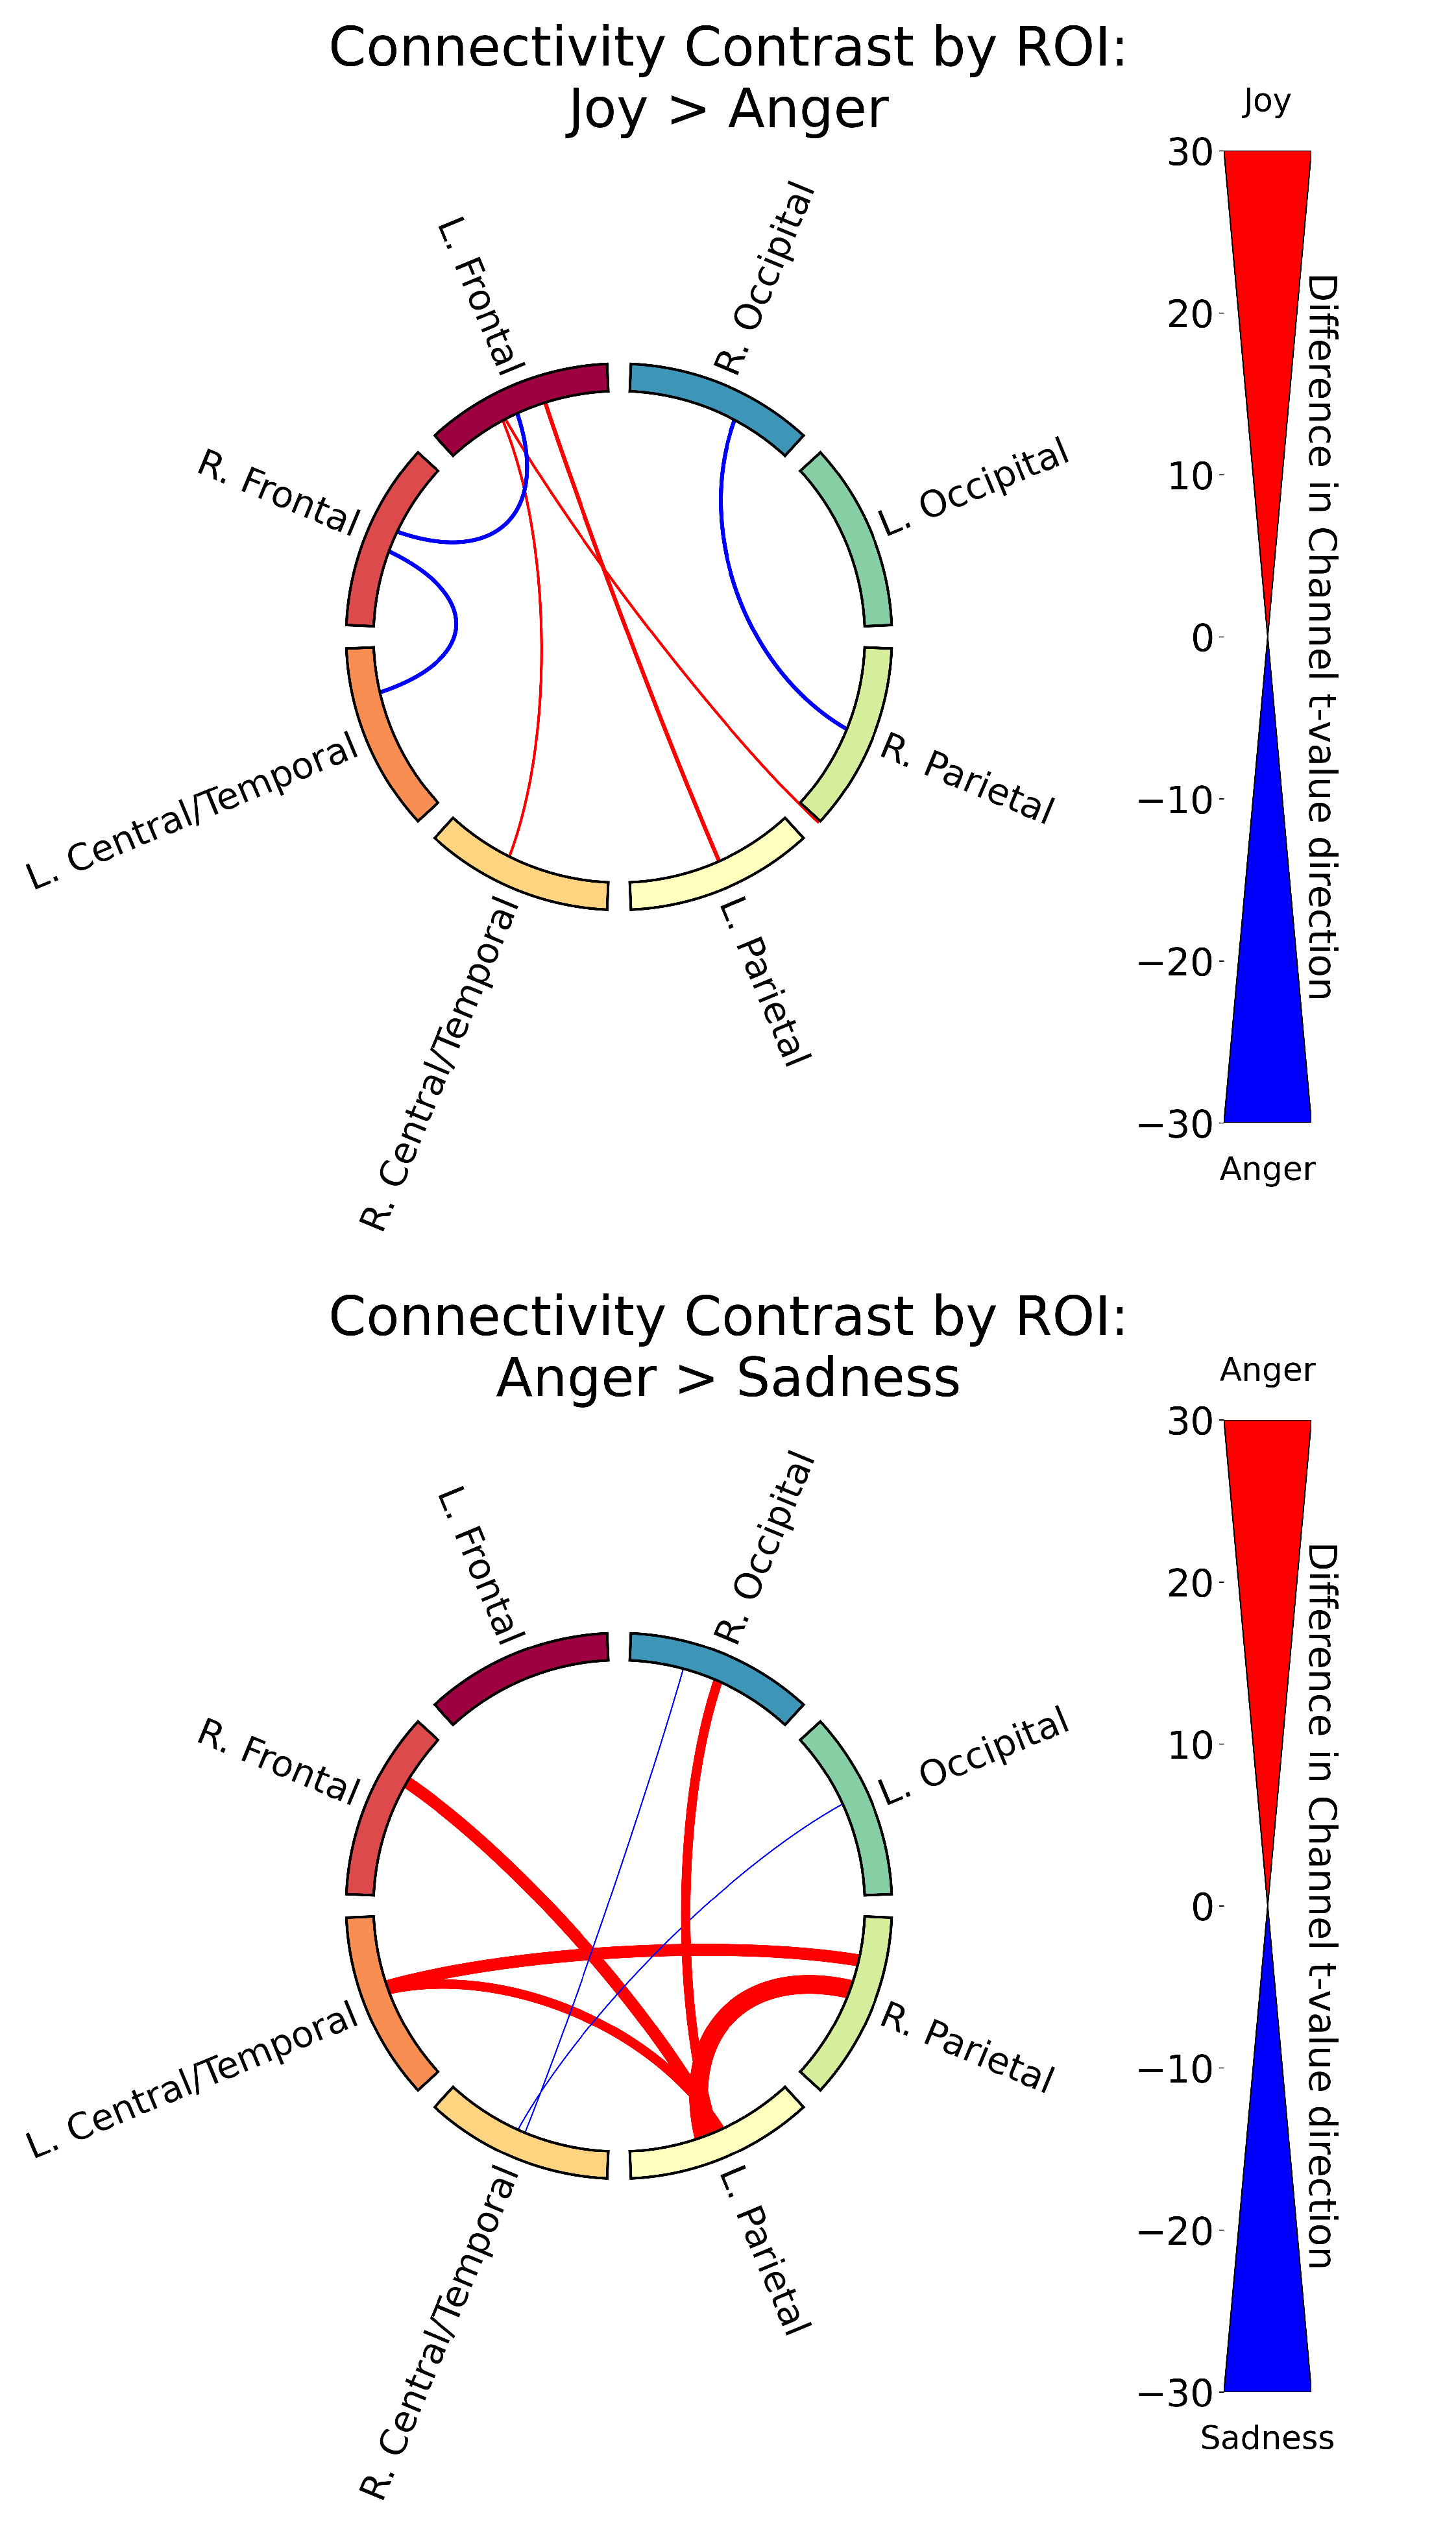 Connectivity Contrast by ROI:
Joy > Anger
Joy
30
20
10
0
−10
−20
−30
Anger
Difference in Channel t-value direction
L. Frontal
R. Occipital
R. Frontal
L. Occipital
L. Central/Temporal
R. Parietal
R. Central/Temporal
L. Parietal
Connectivity Contrast by ROI:
Anger > Sadness
Anger
30
20
10
0
−10
−20
−30
Sadness
Difference in Channel t-value direction
L. Frontal
R. Occipital
R. Frontal
L. Occipital
L. Central/Temporal
R. Parietal
R. Central/Temporal
L. Parietal